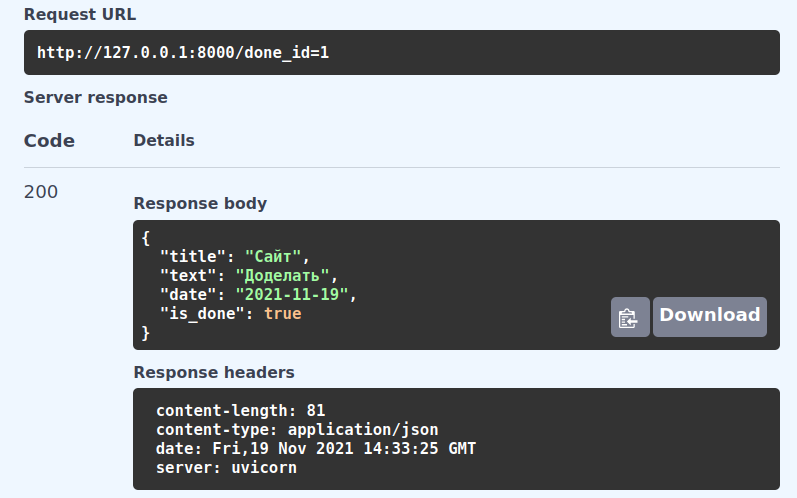 Request URL
http://127.0.0.1:8000/done_id=1
Server response
Code Details
200
Response body
{
"title": "Сайт",
"text": "Доделать",
"date": "2021-11-19",
"is_done": true
}
Download
Response headers
content-length: 81
content-type: application/json
date: Fri,19 Nov 2021 14:33:25 GMT
server: uvicorn